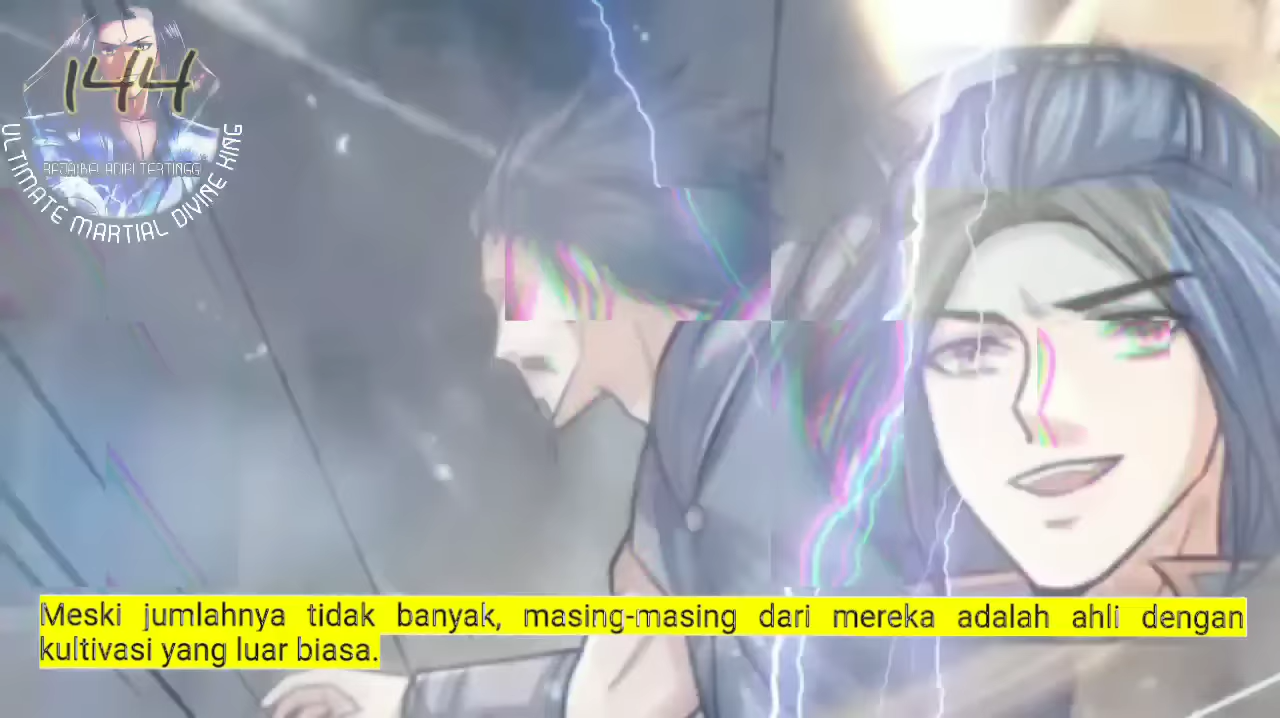 144
ULTIMATE MARTIAL DIVINE KING
Meski jumlahnya tidak banyak, masing-masing dari mereka adalah ahli dengan
kultivasi yang luar biasa.